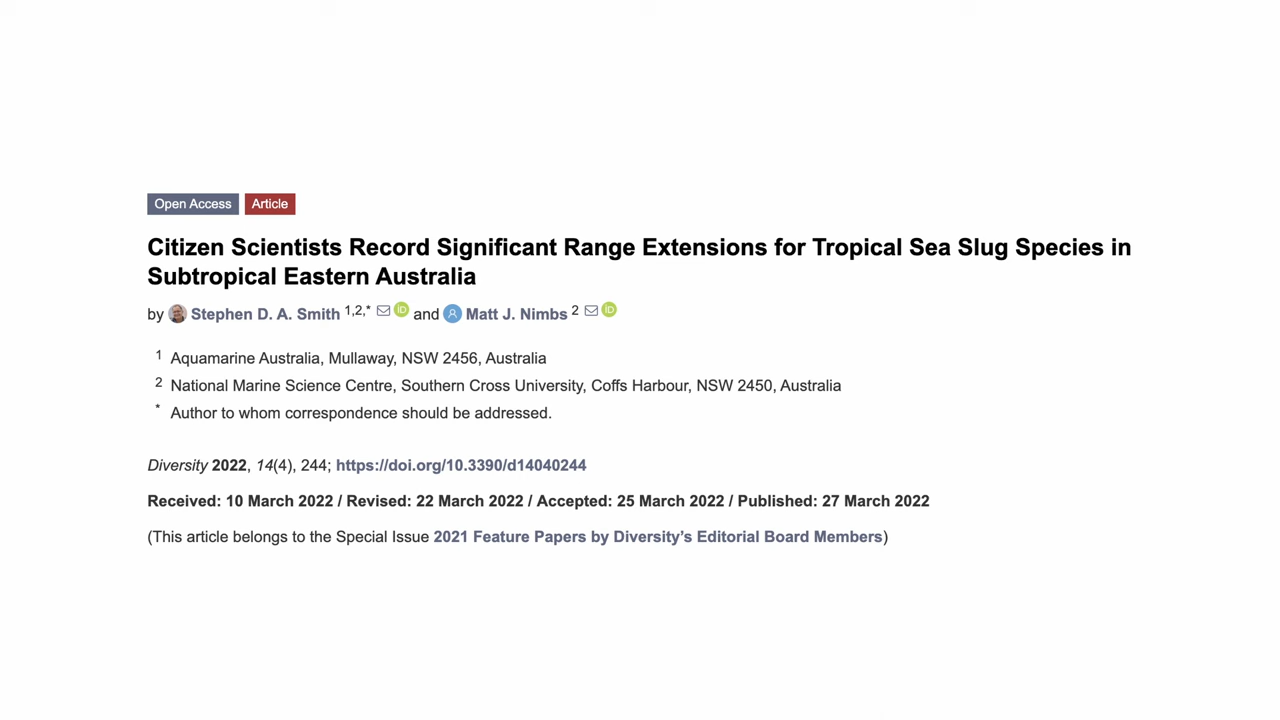 Open Access Article
Citizen Scientists Record Significant Range Extensions for Tropical Sea Slug Species in
Subtropical Eastern Australia
by Stephen D. A. Smith 1,2,* iD and Matt J. Nimbs 2 iD
1 Aquamarine Australia, Mullaway, NSW 2456, Australia
2 National Marine Science Centre, Southern Cross University, Coffs Harbour, NSW 2450, Australia
* Author to whom correspondence should be addressed.
Diversity 2022, 14(4), 244; https://doi.org/10.3390/d14040244
Received: 10 March 2022 / Revised: 22 March 2022 / Accepted: 25 March 2022 / Published: 27 March 2022
(This article belongs to the Special Issue 2021 Feature Papers by Diversity’s Editorial Board Members)